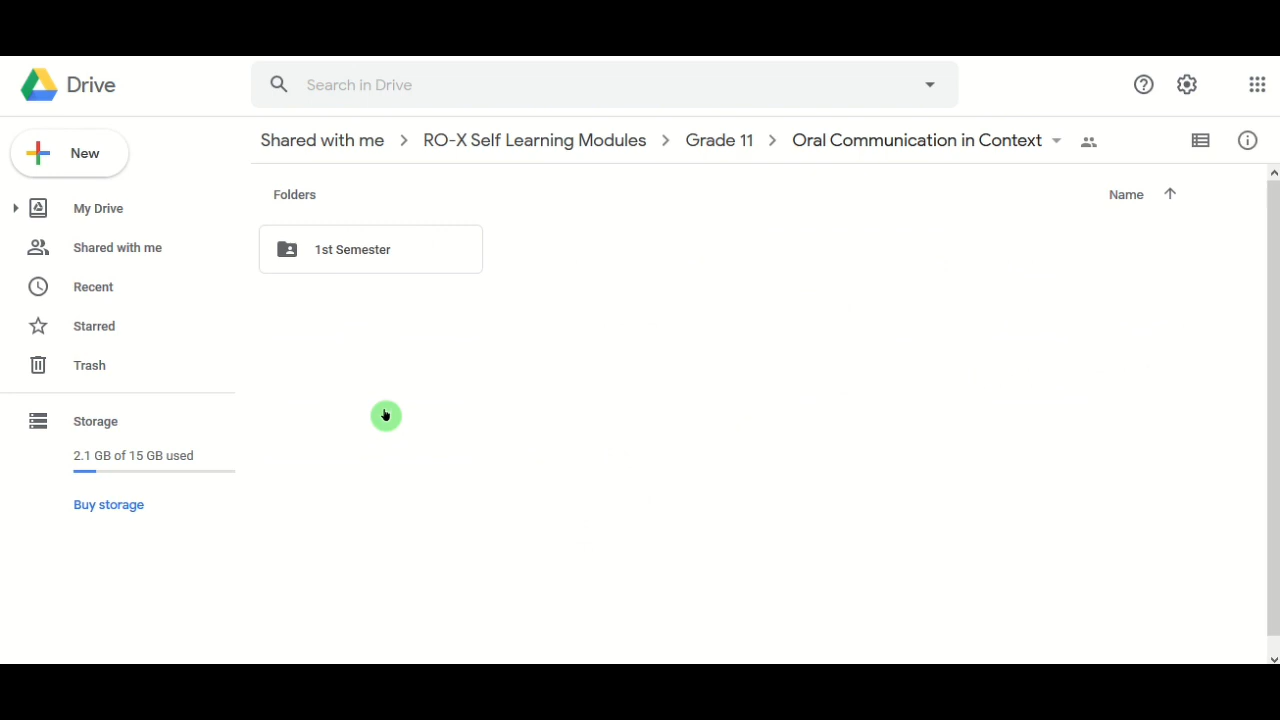 Drive
Search in Drive
New
Shared with me > RO-X Self Learning Modules > Grade 11 > Oral Communication in Context
My Drive
Shared with me
Recent
Starred
Trash
Storage
2.1 GB of 15 GB used
Buy storage
Folders
Name
1st Semester